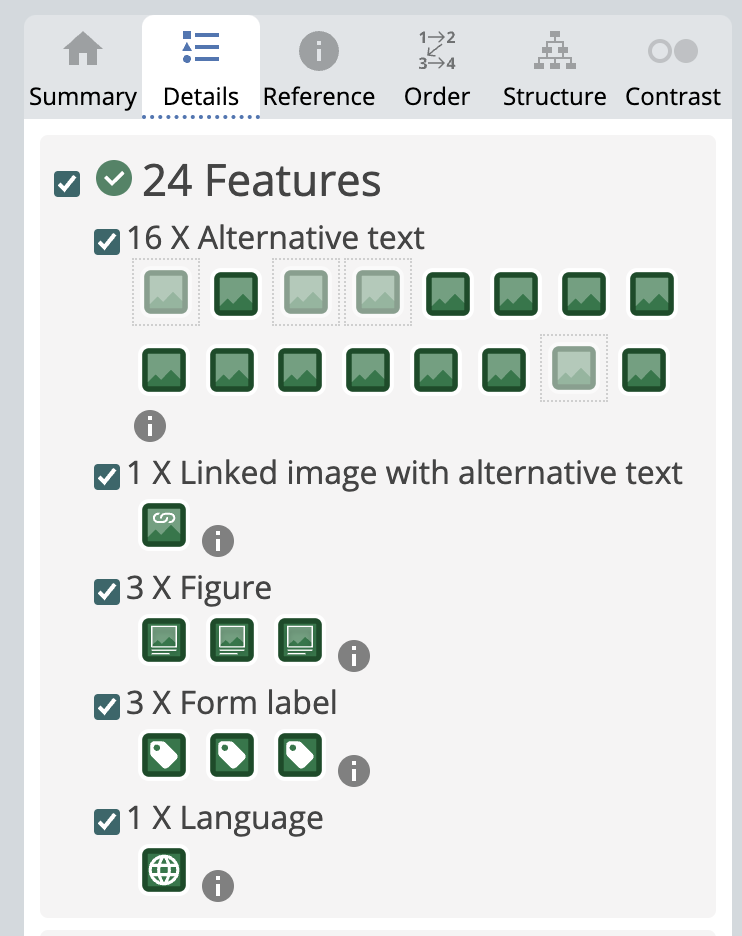 1→2
3→4
Summary Details Reference Order Structure Contrast
24 Features
16 X Alternative text
1 X Linked image with alternative text
3 X Figure
3 X Form label
1 X Language